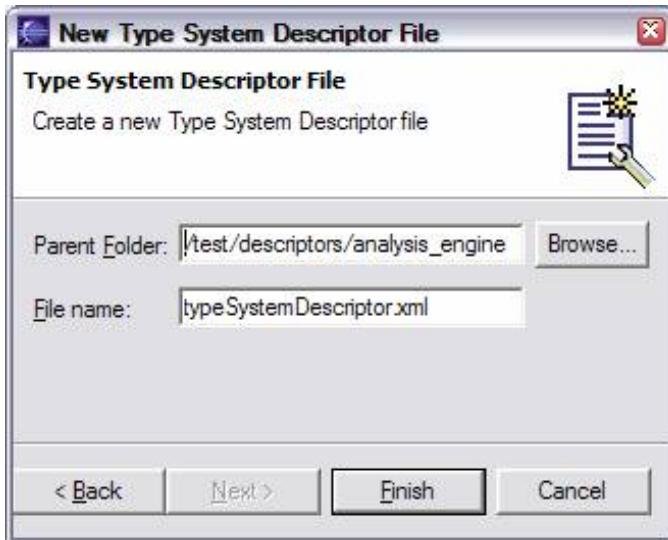 New Type System Descriptor File
Type System Descriptor File
Create a new Type System Descriptor file
Parent Folder: /test/descriptors/analysis_engine Browse...
File name: typeSystemDescriptor.xml
< Back Next > Finish Cancel